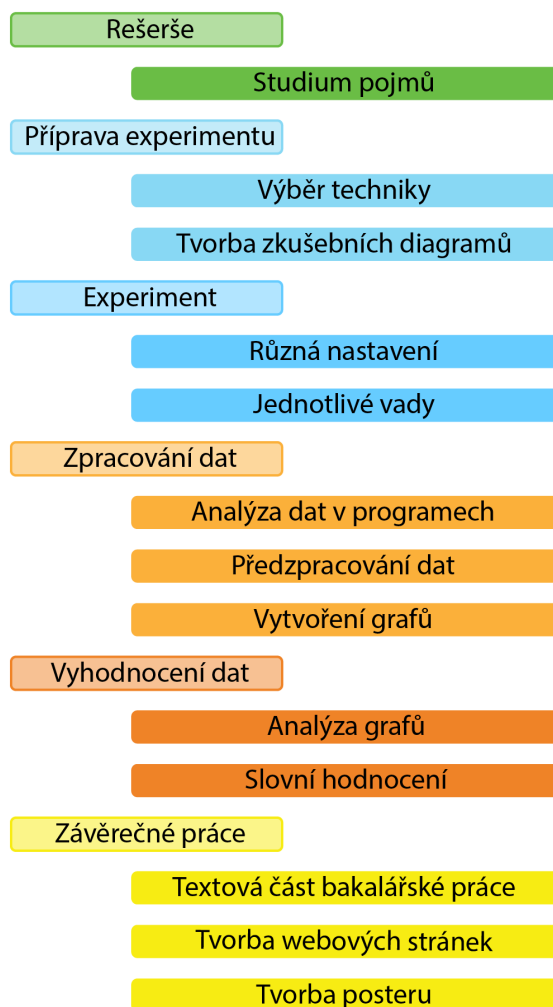 Rešerše
Studium pojmů
Příprava experimentu
Výběr techniky
Tvorba zkušebních diagramů
Experiment
Různá nastavení
Jednotlivé vady
Zpracování dat
Analýza dat v programech
Předzpracování dat
Vytvoření grafů
Vyhodnocení dat
Analýza grafů
Slovní hodnocení
Závěrečné práce
Textová část bakalářské práce
Tvorba webových stránek
Tvorba posteru